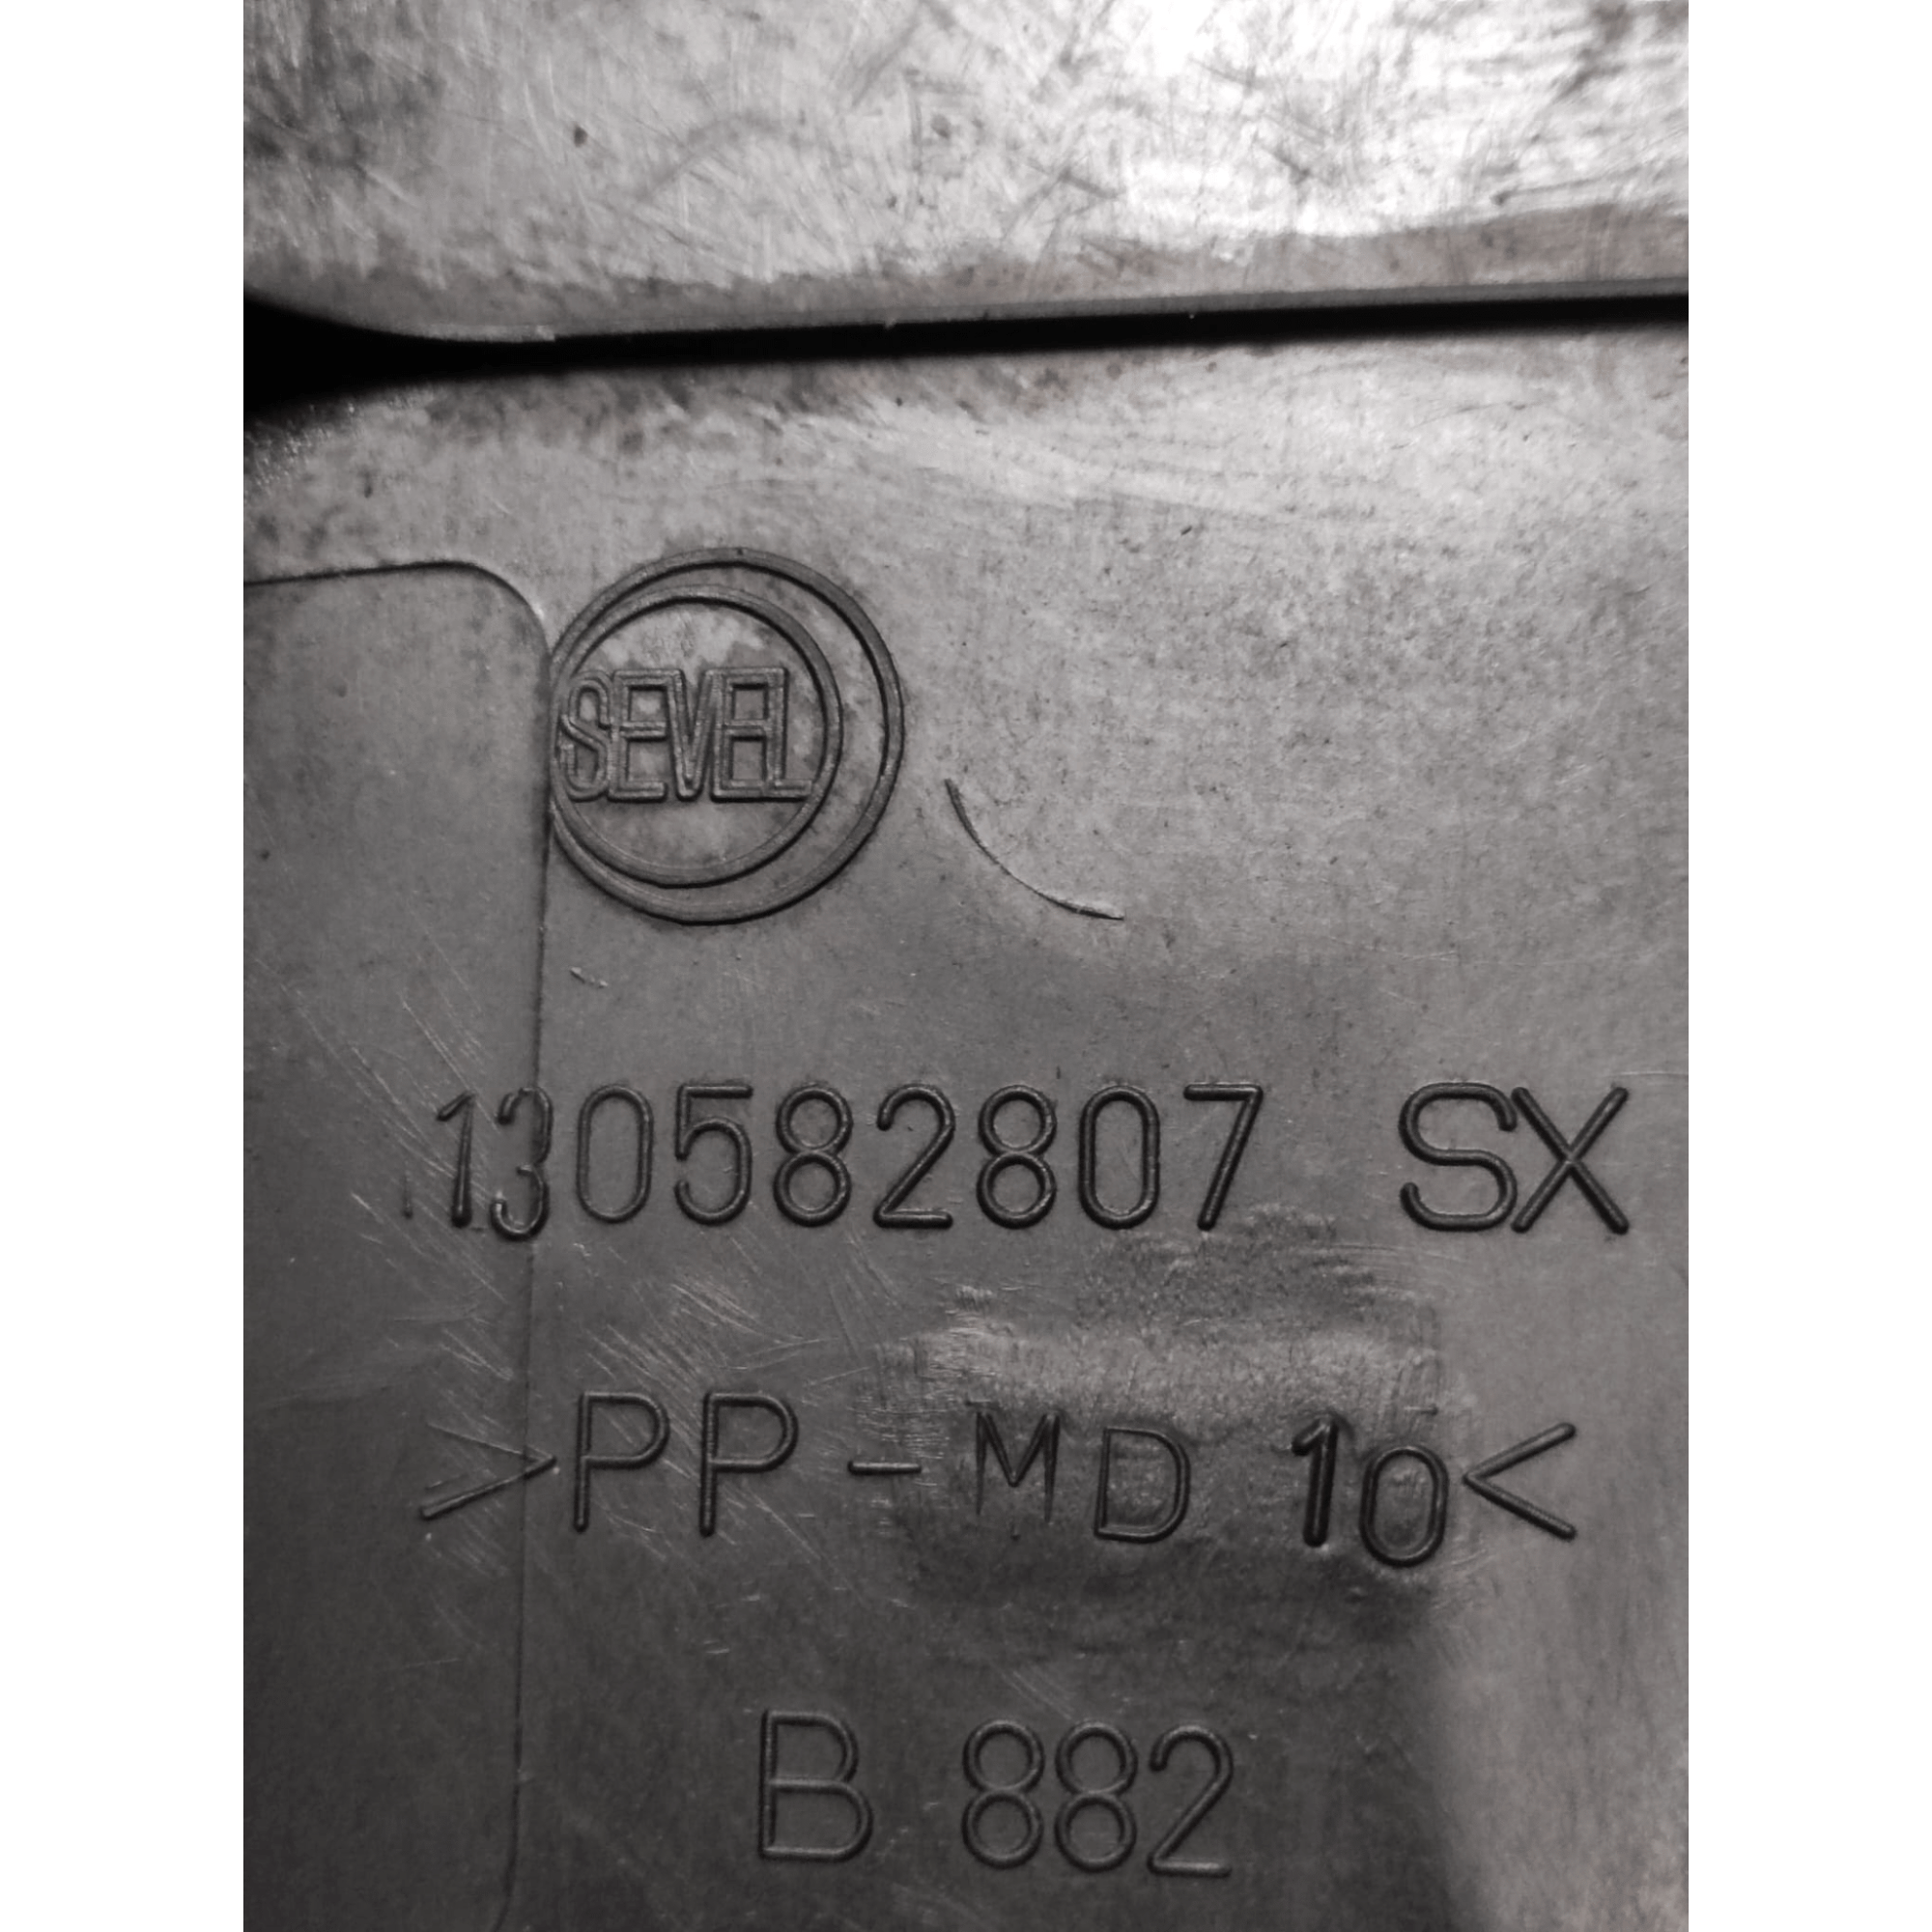 SEVEL
130582807 SX
>PP-MD 10<
B 882